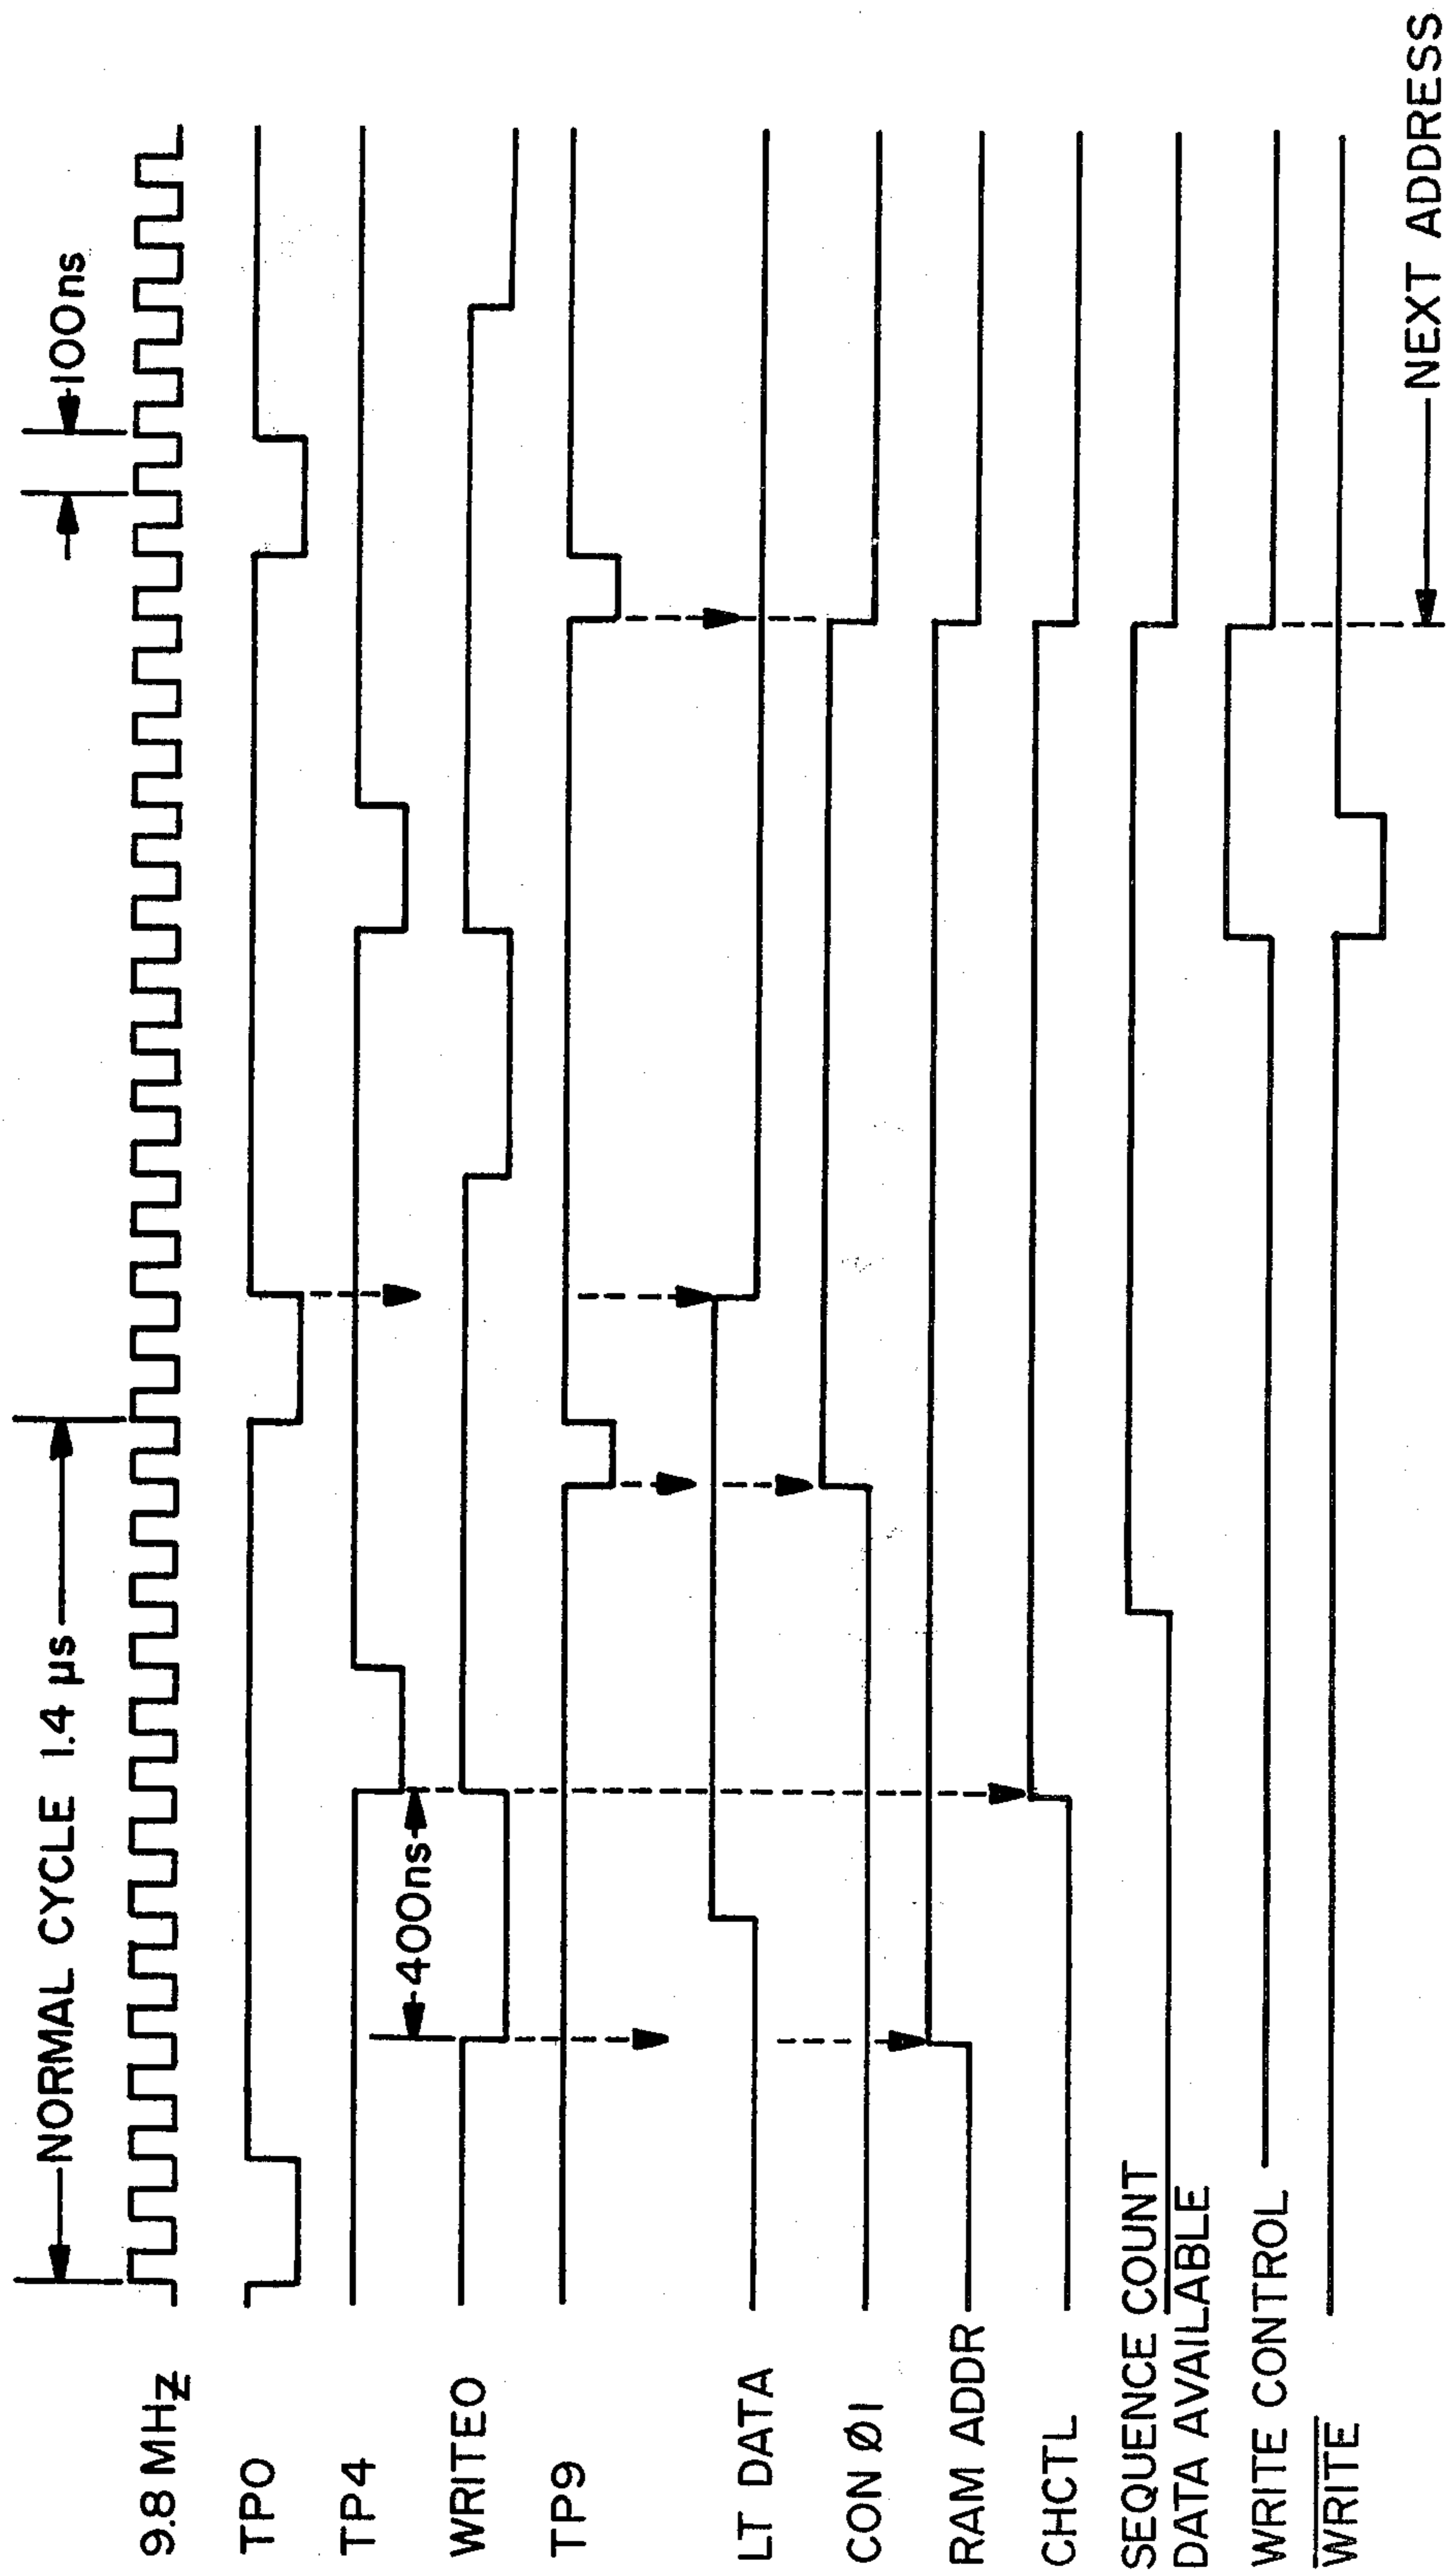 NORMAL CYCLE 1.4 µs
100ns
9.8 MHZ
TP0
TP4
400ns
WRITE0
TP9
LT DATA
CON Ø1
RAM ADDR
CHCTL
SEQUENCE COUNT
DATA AVAILABLE
WRITE CONTROL
WRITE
NEXT ADDRESS